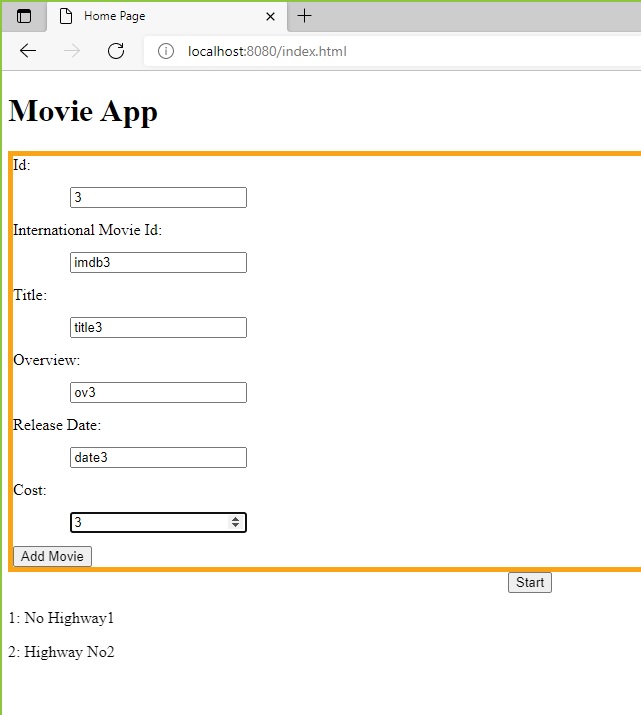 Home Page
localhost:8080/index.html
Movie App
Id:
3
International Movie Id:
imdb3
Title:
title3
Overview:
ov3
Release Date:
date3
Cost:
3
Add Movie
Start
1: No Highway1
2: Highway No2